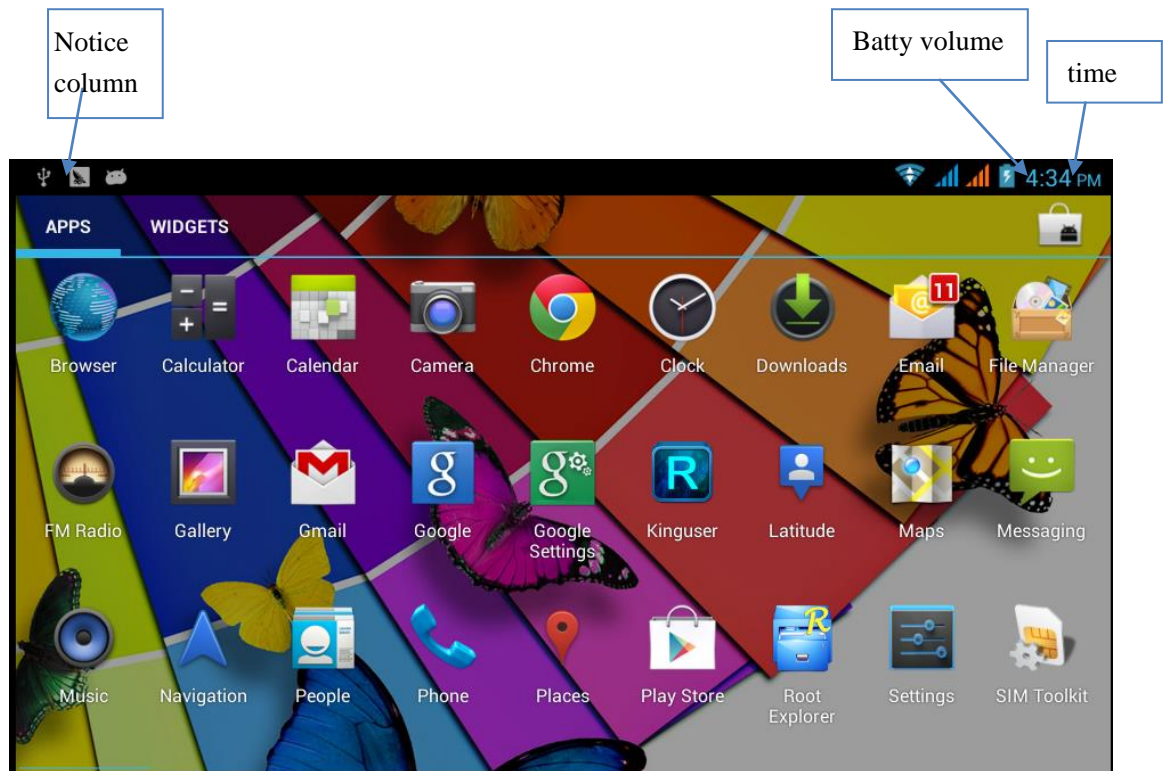 Notice
column
Batty volume
time
4:34 PM
APPS WIDGETS
11
Browser Calculator Calendar Camera Chrome Clock Downloads Email File Manager
g g R
FM Radio Gallery Gmail Google Google Settings Kinguser Latitude Maps Messaging
R
Music Navigation People Phone Places Play Store Root Explorer Settings SIM Toolkit